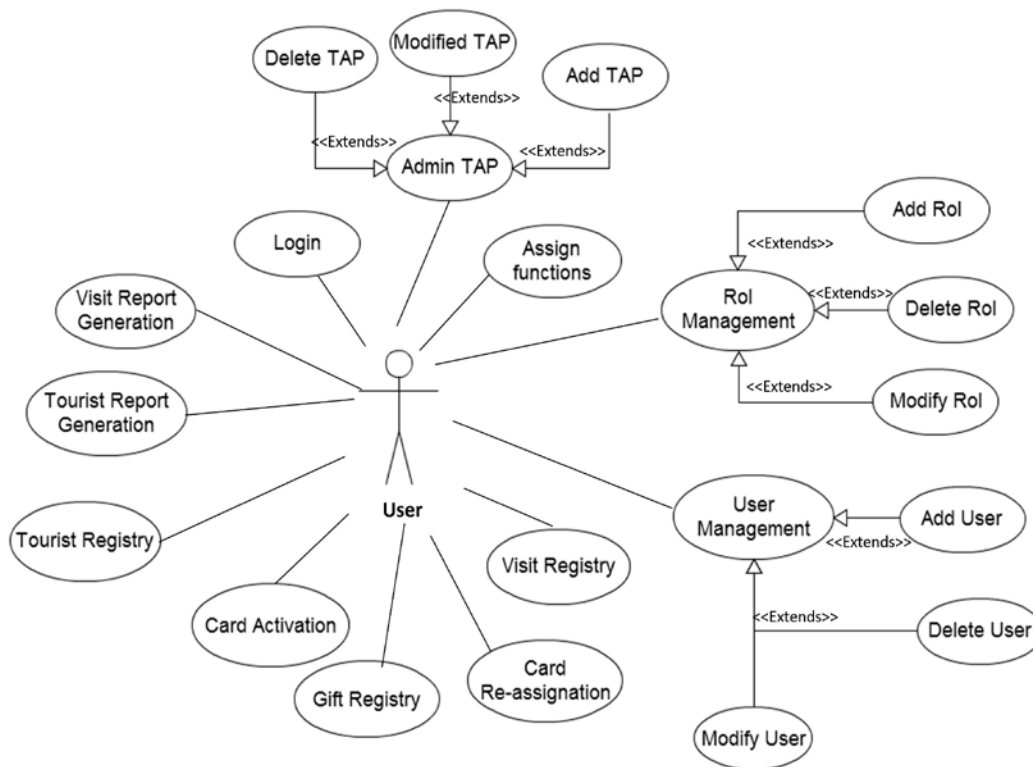 Modified TAP
Delete TAP
Add TAP
<<Extends>>
<<Extends>>
<<Extends>>
Admin TAP
Add Rol
Login
Assign
functions
<<Extends>>
Visit Report
Generation
Rol
Management
<<Extends>>
Delete Rol
Tourist Report
Generation
<<Extends>>
Modify Rol
User
User
Management
Add User
<<Extends>>
Tourist Registry
Visit Registry
Card Activation
<<Extends>>
Delete User
Card
Re-assignation
Gift Registry
Modify User